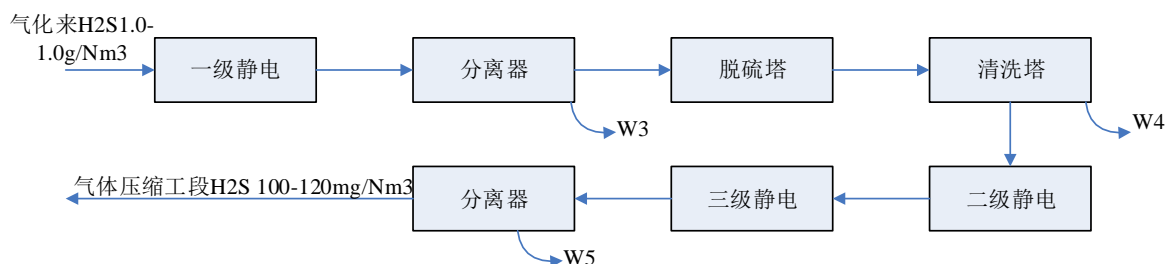 气化来H2S1.0-
1.0g/Nm3
一级静电
分离器
脱硫塔
清洗塔
W3
W4
气体压缩工段H2S 100-120mg/Nm3
分离器
三级静电
二级静电
W5